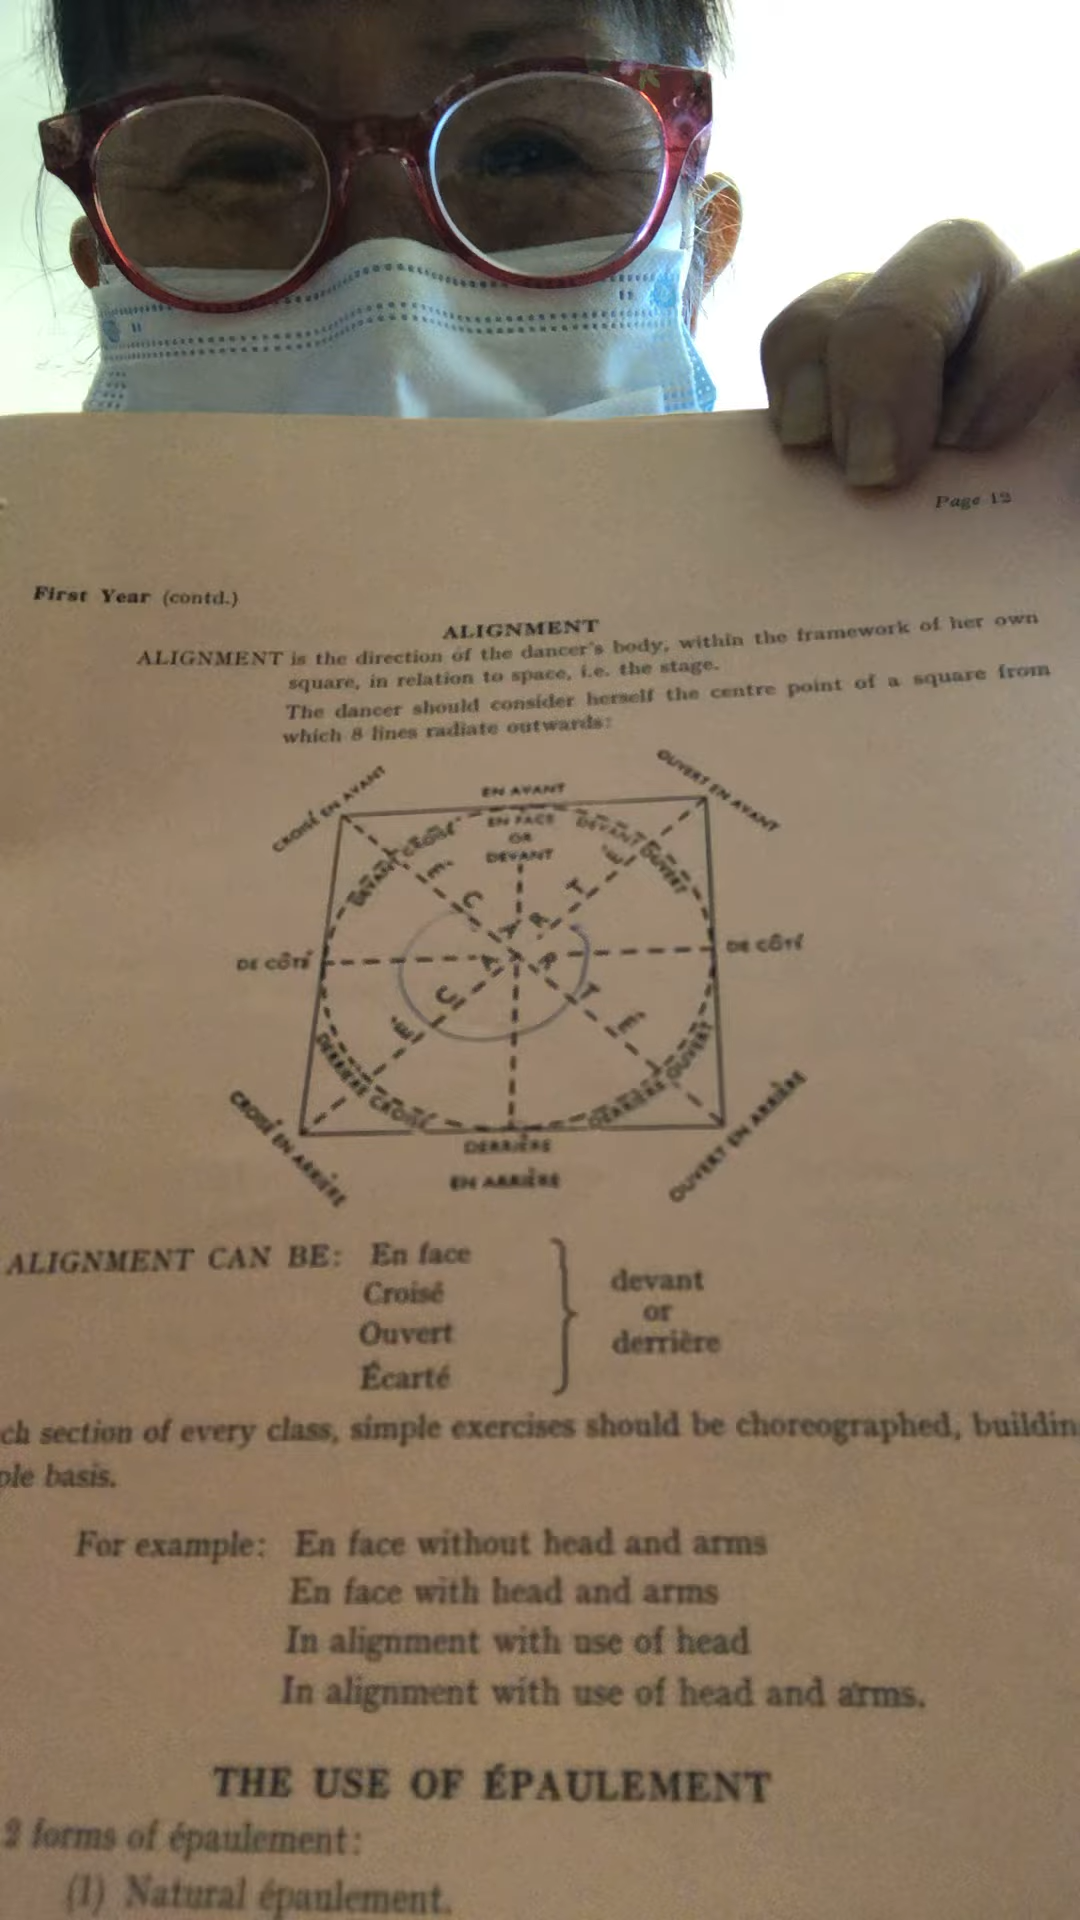 Page 12
First Year (contd.)
ALIGNMENT
ALIGNMENT is the direction of the dancer's body, within the framework of her own
square, in relation to space, i.e. the stage.
The dancer should consider herself the centre point of a square from
which 8 lines radiate outwards:
CROISÉ EN AVANT
EN AVANT
OUVERT EN AVANT
DEVANT CROISÉ
EN FACE
OR
DEVANT
DEVANT OUVERT
ÉCARTÉ
ÉCARTÉ
DE CÔTÉ
DE CÔTÉ
DERRIÈRE CROISÉ
DERRIÈRE OUVERT
CROISÉ EN ARRIÈRE
DERRIÈRE
EN ARRIÈRE
OUVERT EN ARRIÈRE
ALIGNMENT CAN BE: En face
Croisé
Ouvert
Écarté
devant
or
derrière
ch section of every class, simple exercises should be choreographed, buildin
ple basis.
For example: En face without head and arms
En face with head and arms
In alignment with use of head
In alignment with use of head and arms.
THE USE OF ÉPAULEMENT
2 forms of épaulement:
(1) Natural épaulement.